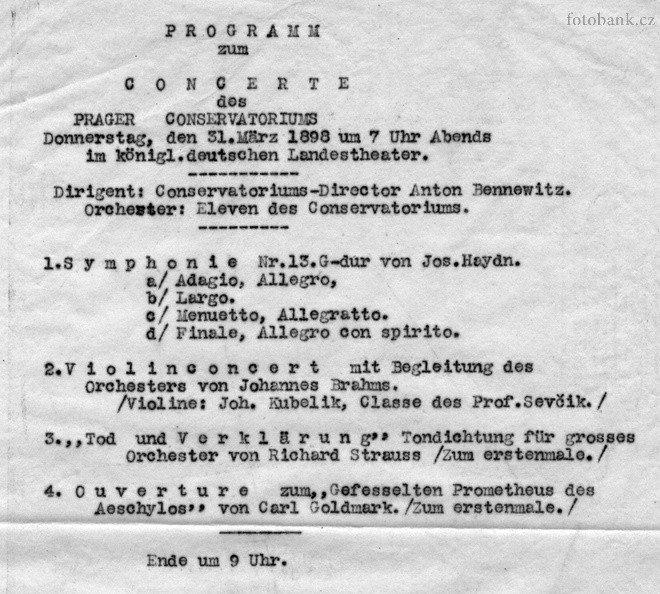 fotobank.cz
P R O G R A M M
zum
C O N C E R T E
des
PRAGER CONSERVATORIUMS
Donnerstag, den 31.März 1898 um 7 Uhr Abends
im königl.deutschen Landestheater.
Dirigent: Conservatoriums-Director Anton Bennewitz.
Orchester: Eleven des Conservatoriums.
1.S y m p h o n i e Nr.13.G-dur von Jos.Haydn.
a/ Adagio, Allegro,
b/ Largo.
c/ Menuetto, Allegratto.
d/ Finale, Allegro con spirito.
2.V i o l i n c o n c e r t mit Begleitung des
Orchesters von Johannes Brahms.
/Violine: Joh. Kubelik, Classe des Prof.Sevčik./
3.,,Tod und V e r k l ä r u n g" Tondichtung für grosses
Orchester von Richard Strauss /Zum erstenmale./
4. O u v e r t u r e zum,,Gefesselten Prometheus des
Aeschylos" von Carl Goldmark./Zum erstenmale./
Ende um 9 Uhr.